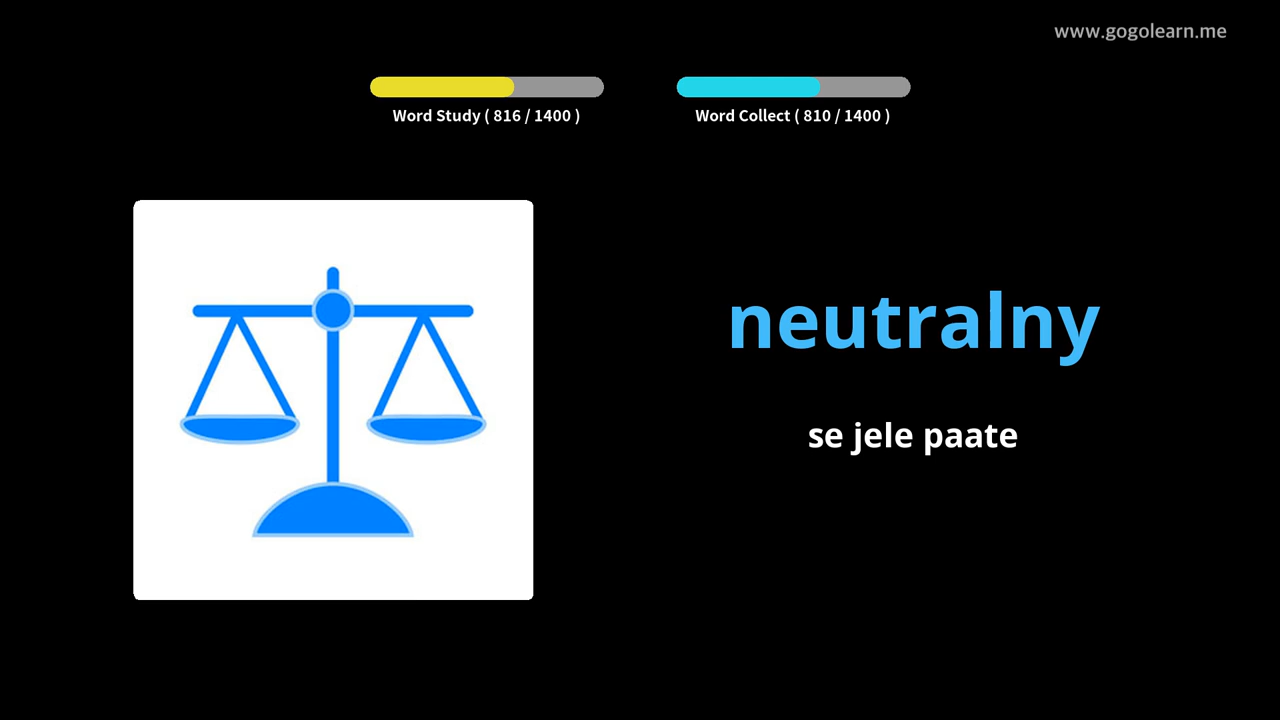 www.gogolearn.me
Word Study ( 816 / 1400 )
Word Collect ( 810 / 1400 )
neutralny
se jele paate